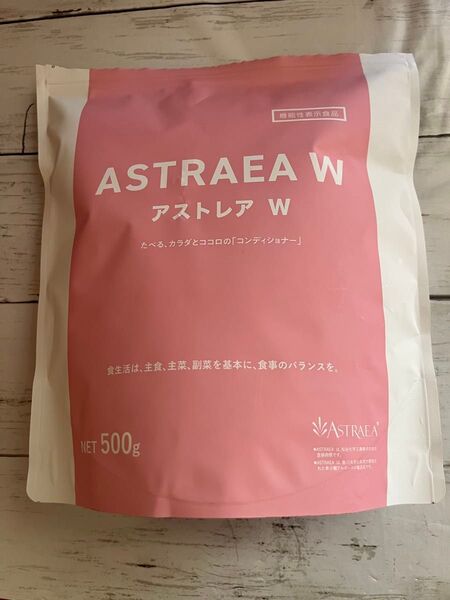 機能性表示食品
ASTRAEA W
アストレア W
たべる、カラダとココロの「コンディショナー」
食生活は、主食、主菜、副菜を基本に、食事のバランスを。
ASTRAEA®
NET 500g